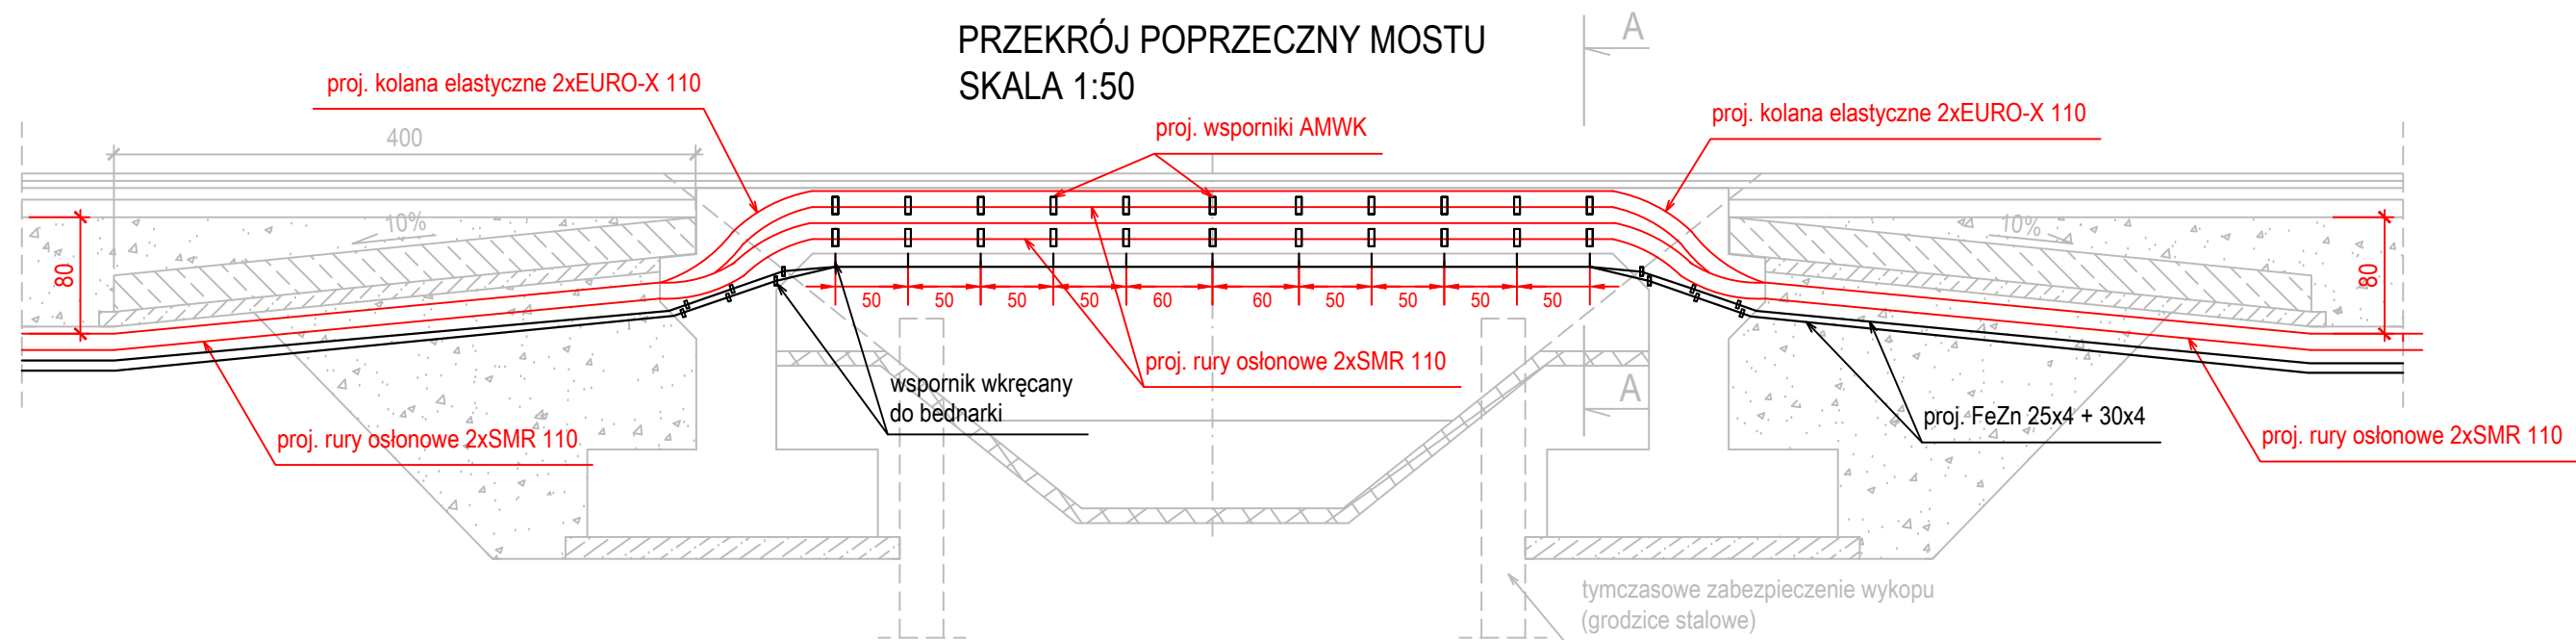 PRZEKRÓJ POPRZECZNY MOSTU
SKALA 1:50
A
proj. kolana elastyczne 2xEURO-X 110
proj. wsporniki AMWK
proj. kolana elastyczne 2xEURO-X 110
400
10%
10%
80
80
50
50
50
50
60
60
50
50
50
50
proj. rury osłonowe 2xSMR 110
wspornik wkręcany
do bednarki
A
proj. FeZn 25x4 + 30x4
proj. rury osłonowe 2xSMR 110
proj. rury osłonowe 2xSMR 110
tymczasowe zabezpieczenie wykopu
(grodzice stalowe)